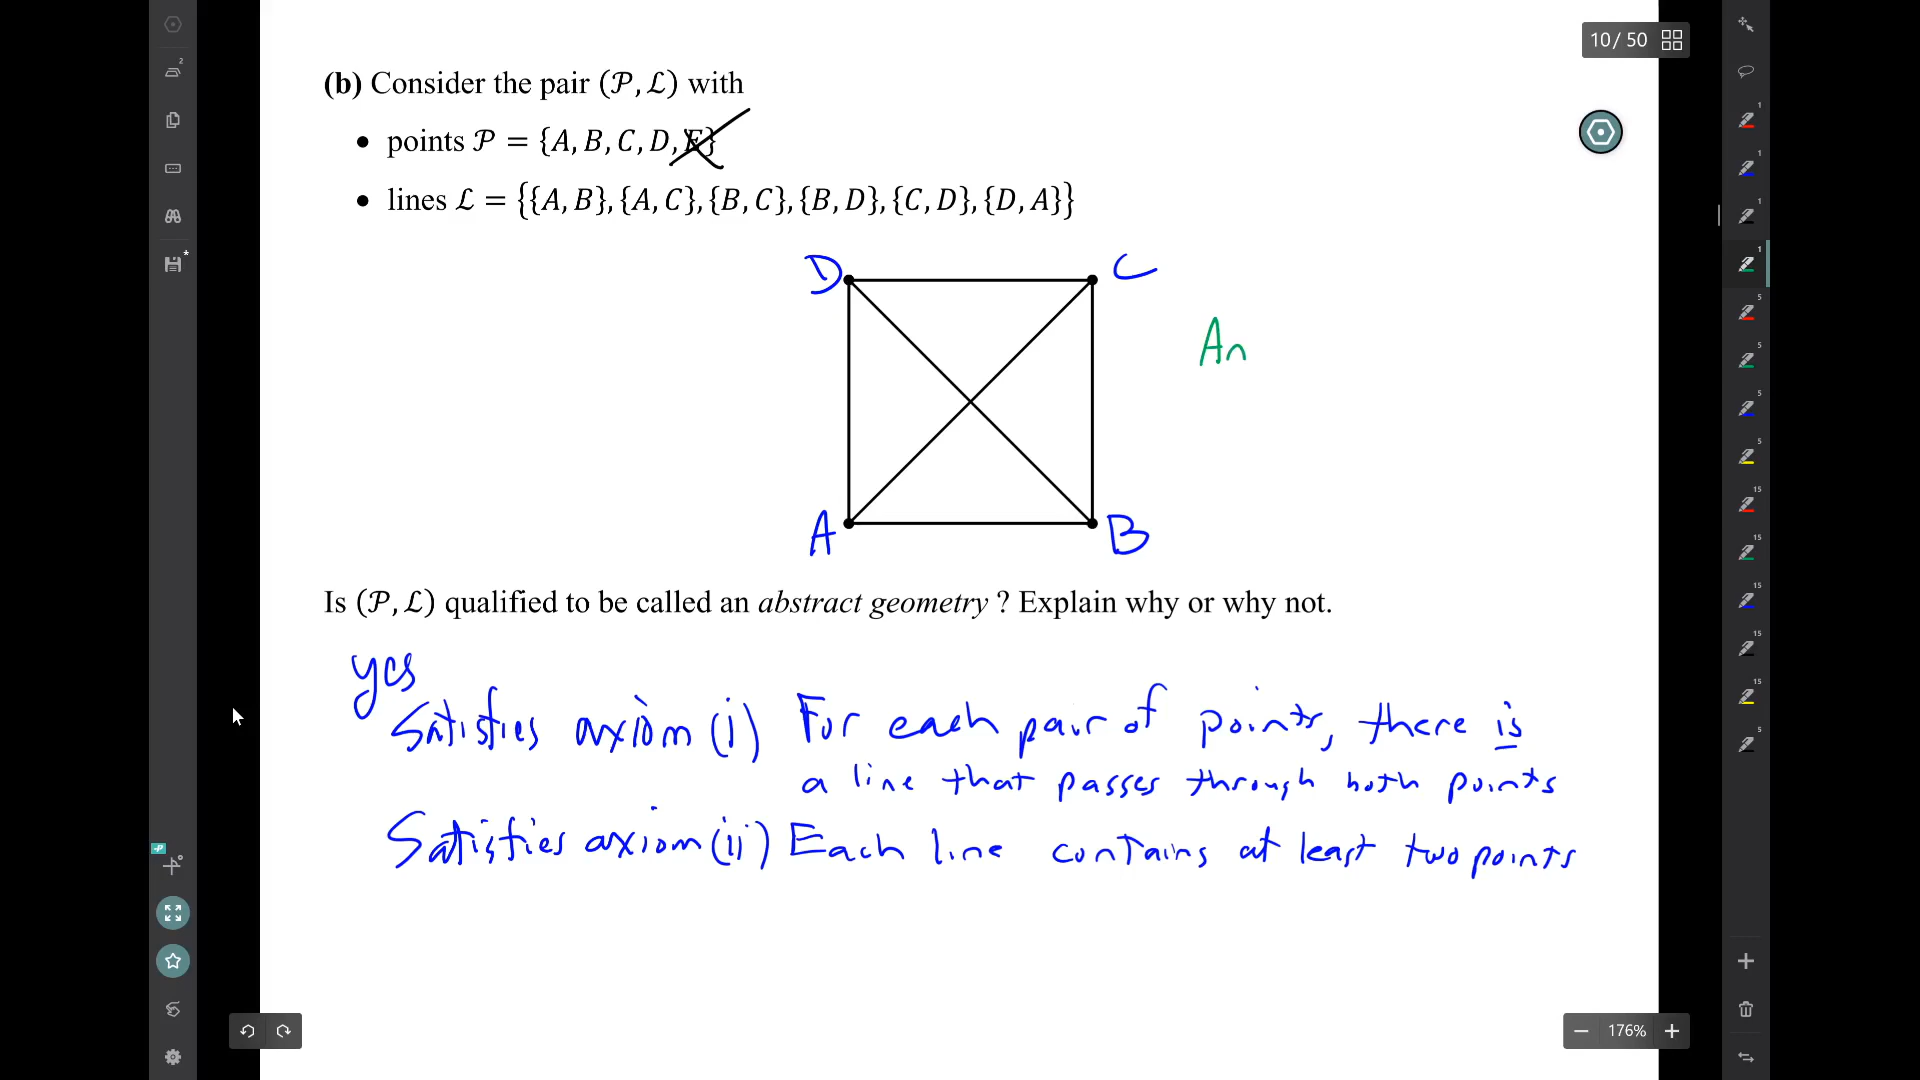 10/ 50
(b) Consider the pair (𝒫, ℒ) with
• points 𝒫 = {A, B, C, D, E}
• lines ℒ = {{A, B}, {A, C}, {B, C}, {B, D}, {C, D}, {D, A}}
D C
An
A B
Is (𝒫, ℒ) qualified to be called an abstract geometry ? Explain why or why not.
yes
Satisfies axiom (i) For each pair of points, there is
a line that passes through both points
Satisfies axiom (ii) Each line contains at least two points
176%